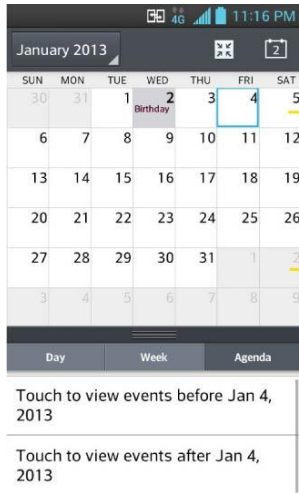 4G 11:16 PM
January 2013 2
SUN MON TUE WED THU FRI SAT
30 31 1 2 3 4 5
Birthday
6 7 8 9 10 11 12
13 14 15 16 17 18 19
20 21 22 23 24 25 26
27 28 29 30 31 1 2
3 4 5 6 7 8 9
Day Week Agenda
Touch to view events before Jan 4,
2013
Touch to view events after Jan 4,
2013